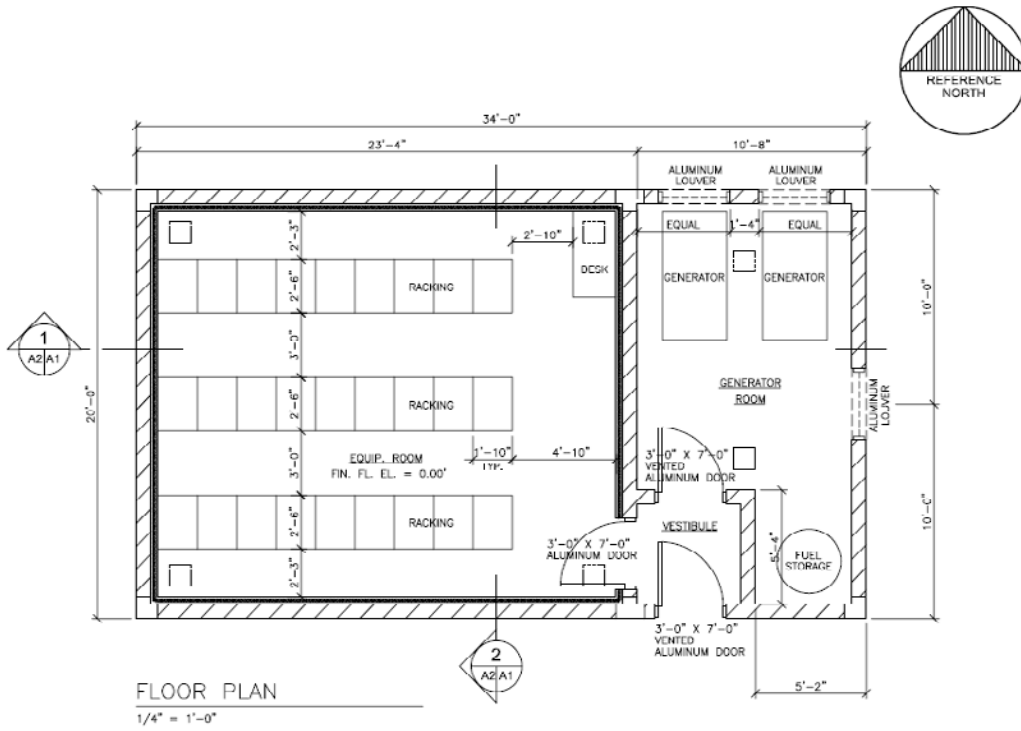 REFERENCE
NORTH
34'-0"
23'-4"
10'-8"
ALUMINUM
LOUVER
ALUMINUM
LOUVER
2'-3"
2'-10"
DESK
EQUAL
1'-4"
EQUAL
GENERATOR
GENERATOR
2'-6"
RACKING
10'-0"
1
A2 A1
3'-0"
20'-0"
GENERATOR
ROOM
ALUMINUM
LOUVER
2'-6"
RACKING
1'-10"
TYP.
4'-10"
EQUIP. ROOM
FIN. FL. EL. = 0.00'
3'-0"
3'-0" X 7'-0"
VENTED
ALUMINUM DOOR
10'-0"
2'-6"
RACKING
VESTIBULE
3'-0" X 7'-0"
ALUMINUM DOOR
5'-4"
FUEL
STORAGE
2'-3"
3'-0" X 7'-0"
VENTED
ALUMINUM DOOR
2
A2 A1
5'-2"
FLOOR PLAN
1/4" = 1'-0"